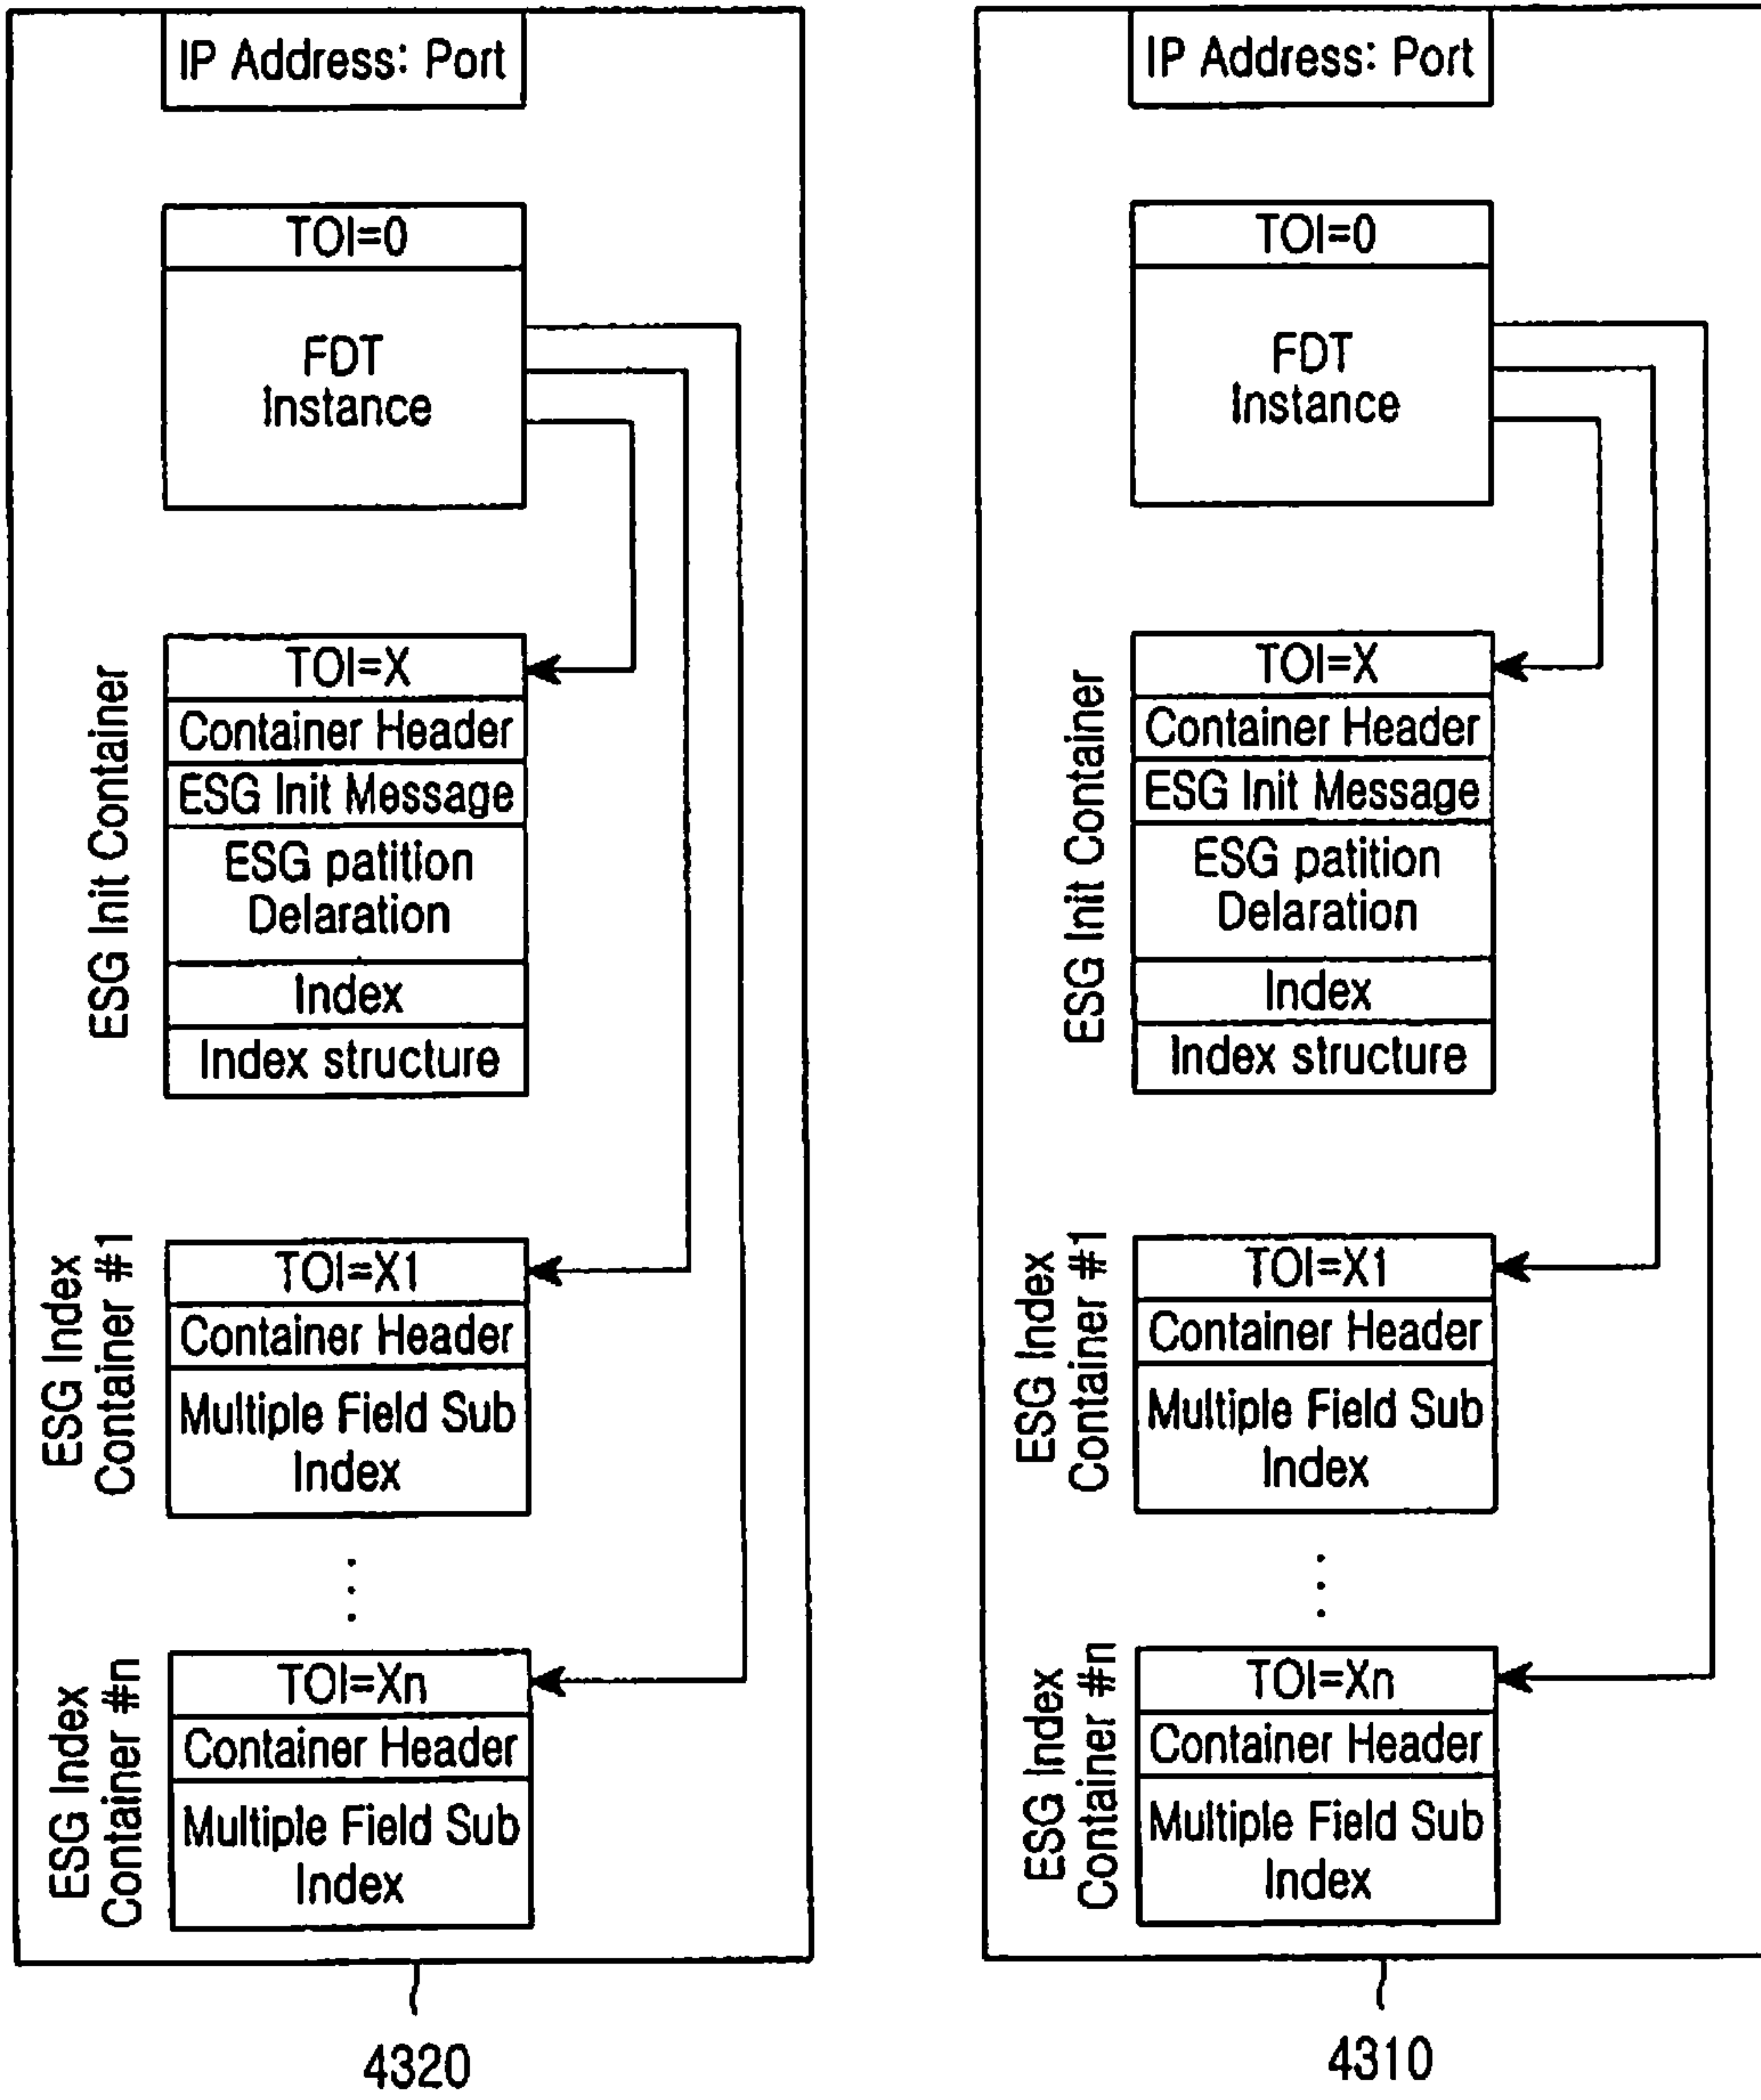 IP Address: Port
TOI=0
FDT
Instance
ESG Init Container
TOI=X
Container Header
ESG Init Message
ESG patition
Delaration
Index
Index structure
ESG Index
Container #1
TOI=X1
Container Header
Multiple Field Sub
Index
ESG Index
Container #n
TOI=Xn
Container Header
Multiple Field Sub
Index
4320
IP Address: Port
TOI=0
FDT
Instance
ESG Init Container
TOI=X
Container Header
ESG Init Message
ESG patition
Delaration
Index
Index structure
ESG Index
Container #1
TOI=X1
Container Header
Multiple Field Sub
Index
ESG Index
Container #n
TOI=Xn
Container Header
Multiple Field Sub
Index
4310